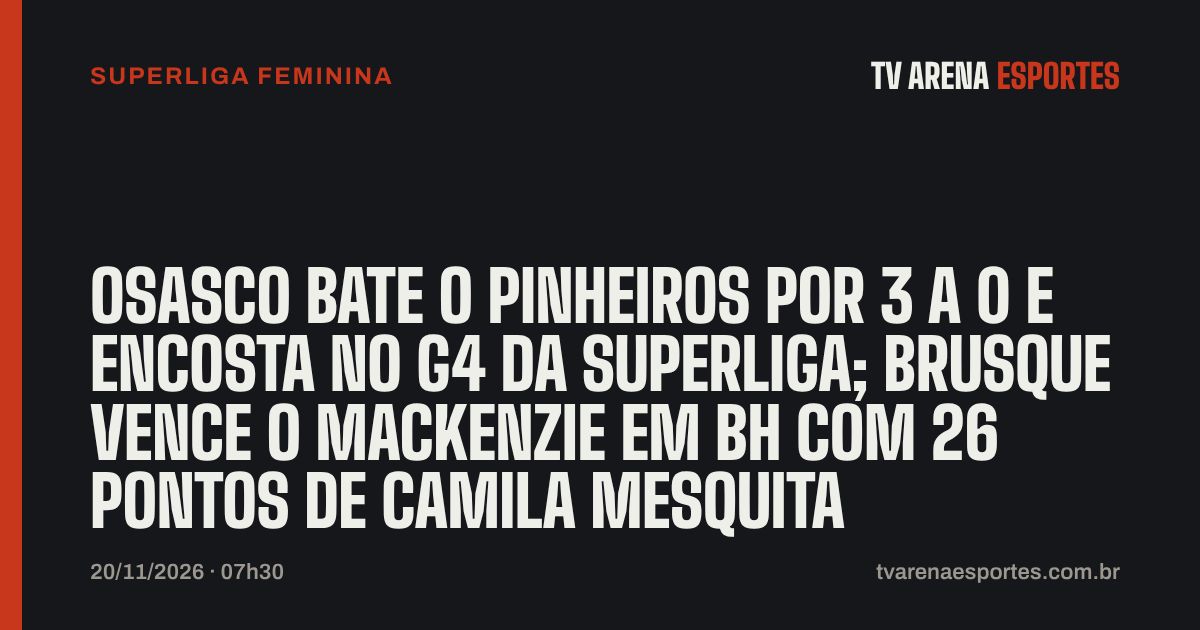 SUPERLIGA FEMININA
TV ARENA ESPORTES
OSASCO BATE O PINHEIROS POR 3 A 0 E
ENCOSTA NO G4 DA SUPERLIGA; BRUSQUE
VENCE O MACKENZIE EM BH COM 26
PONTOS DE CAMILA MESQUITA
20/11/2026 · 07h30
tvarenaesportes.com.br